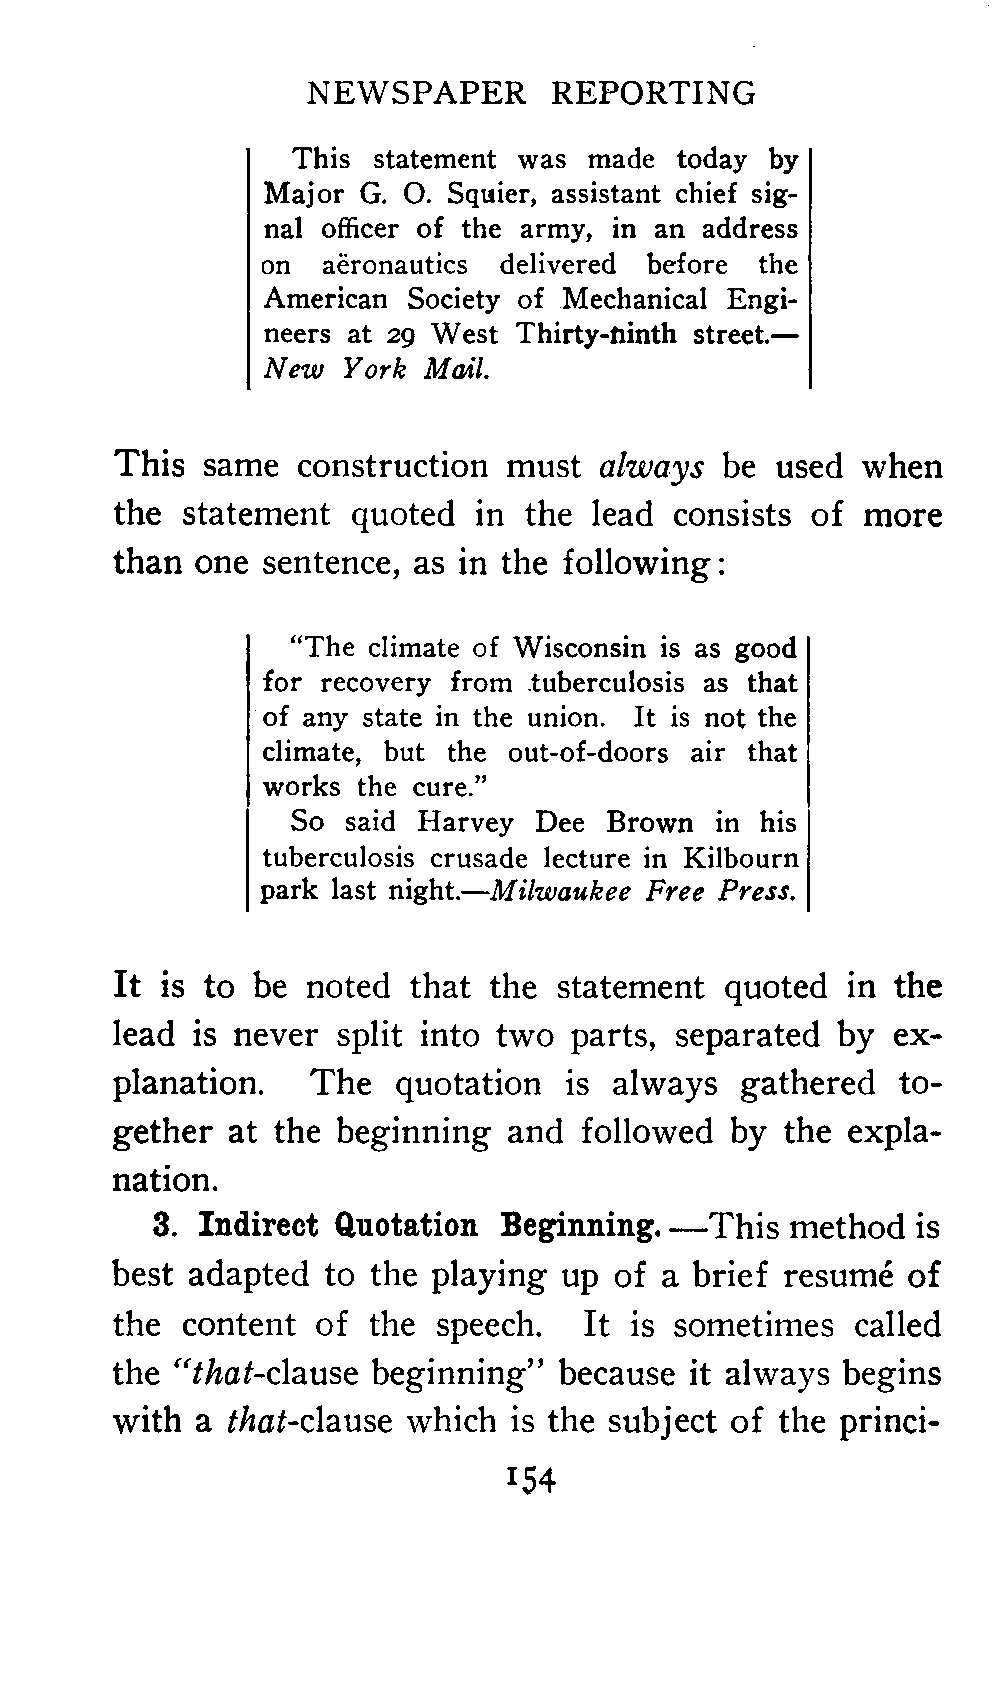 NEWSPAPER REPORTING
This statement was made today by
Major G. O. Squier, assistant chief sig-
nal officer of the army, in an address
on aëronautics delivered before the
American Society of Mechanical Engi-
neers at 29 West Thirty-ninth street.—
New York Mail.
This same construction must always be used when
the statement quoted in the lead consists of more
than one sentence, as in the following:
"The climate of Wisconsin is as good
for recovery from tuberculosis as that
of any state in the union. It is not the
climate, but the out-of-doors air that
works the cure."
So said Harvey Dee Brown in his
tuberculosis crusade lecture in Kilbourn
park last night.—Milwaukee Free Press.
It is to be noted that the statement quoted in the
lead is never split into two parts, separated by ex-
planation. The quotation is always gathered to-
gether at the beginning and followed by the expla-
nation.
3. Indirect Quotation Beginning.—This method is
best adapted to the playing up of a brief resumé of
the content of the speech. It is sometimes called
the "that-clause beginning" because it always begins
with a that-clause which is the subject of the princi-
154